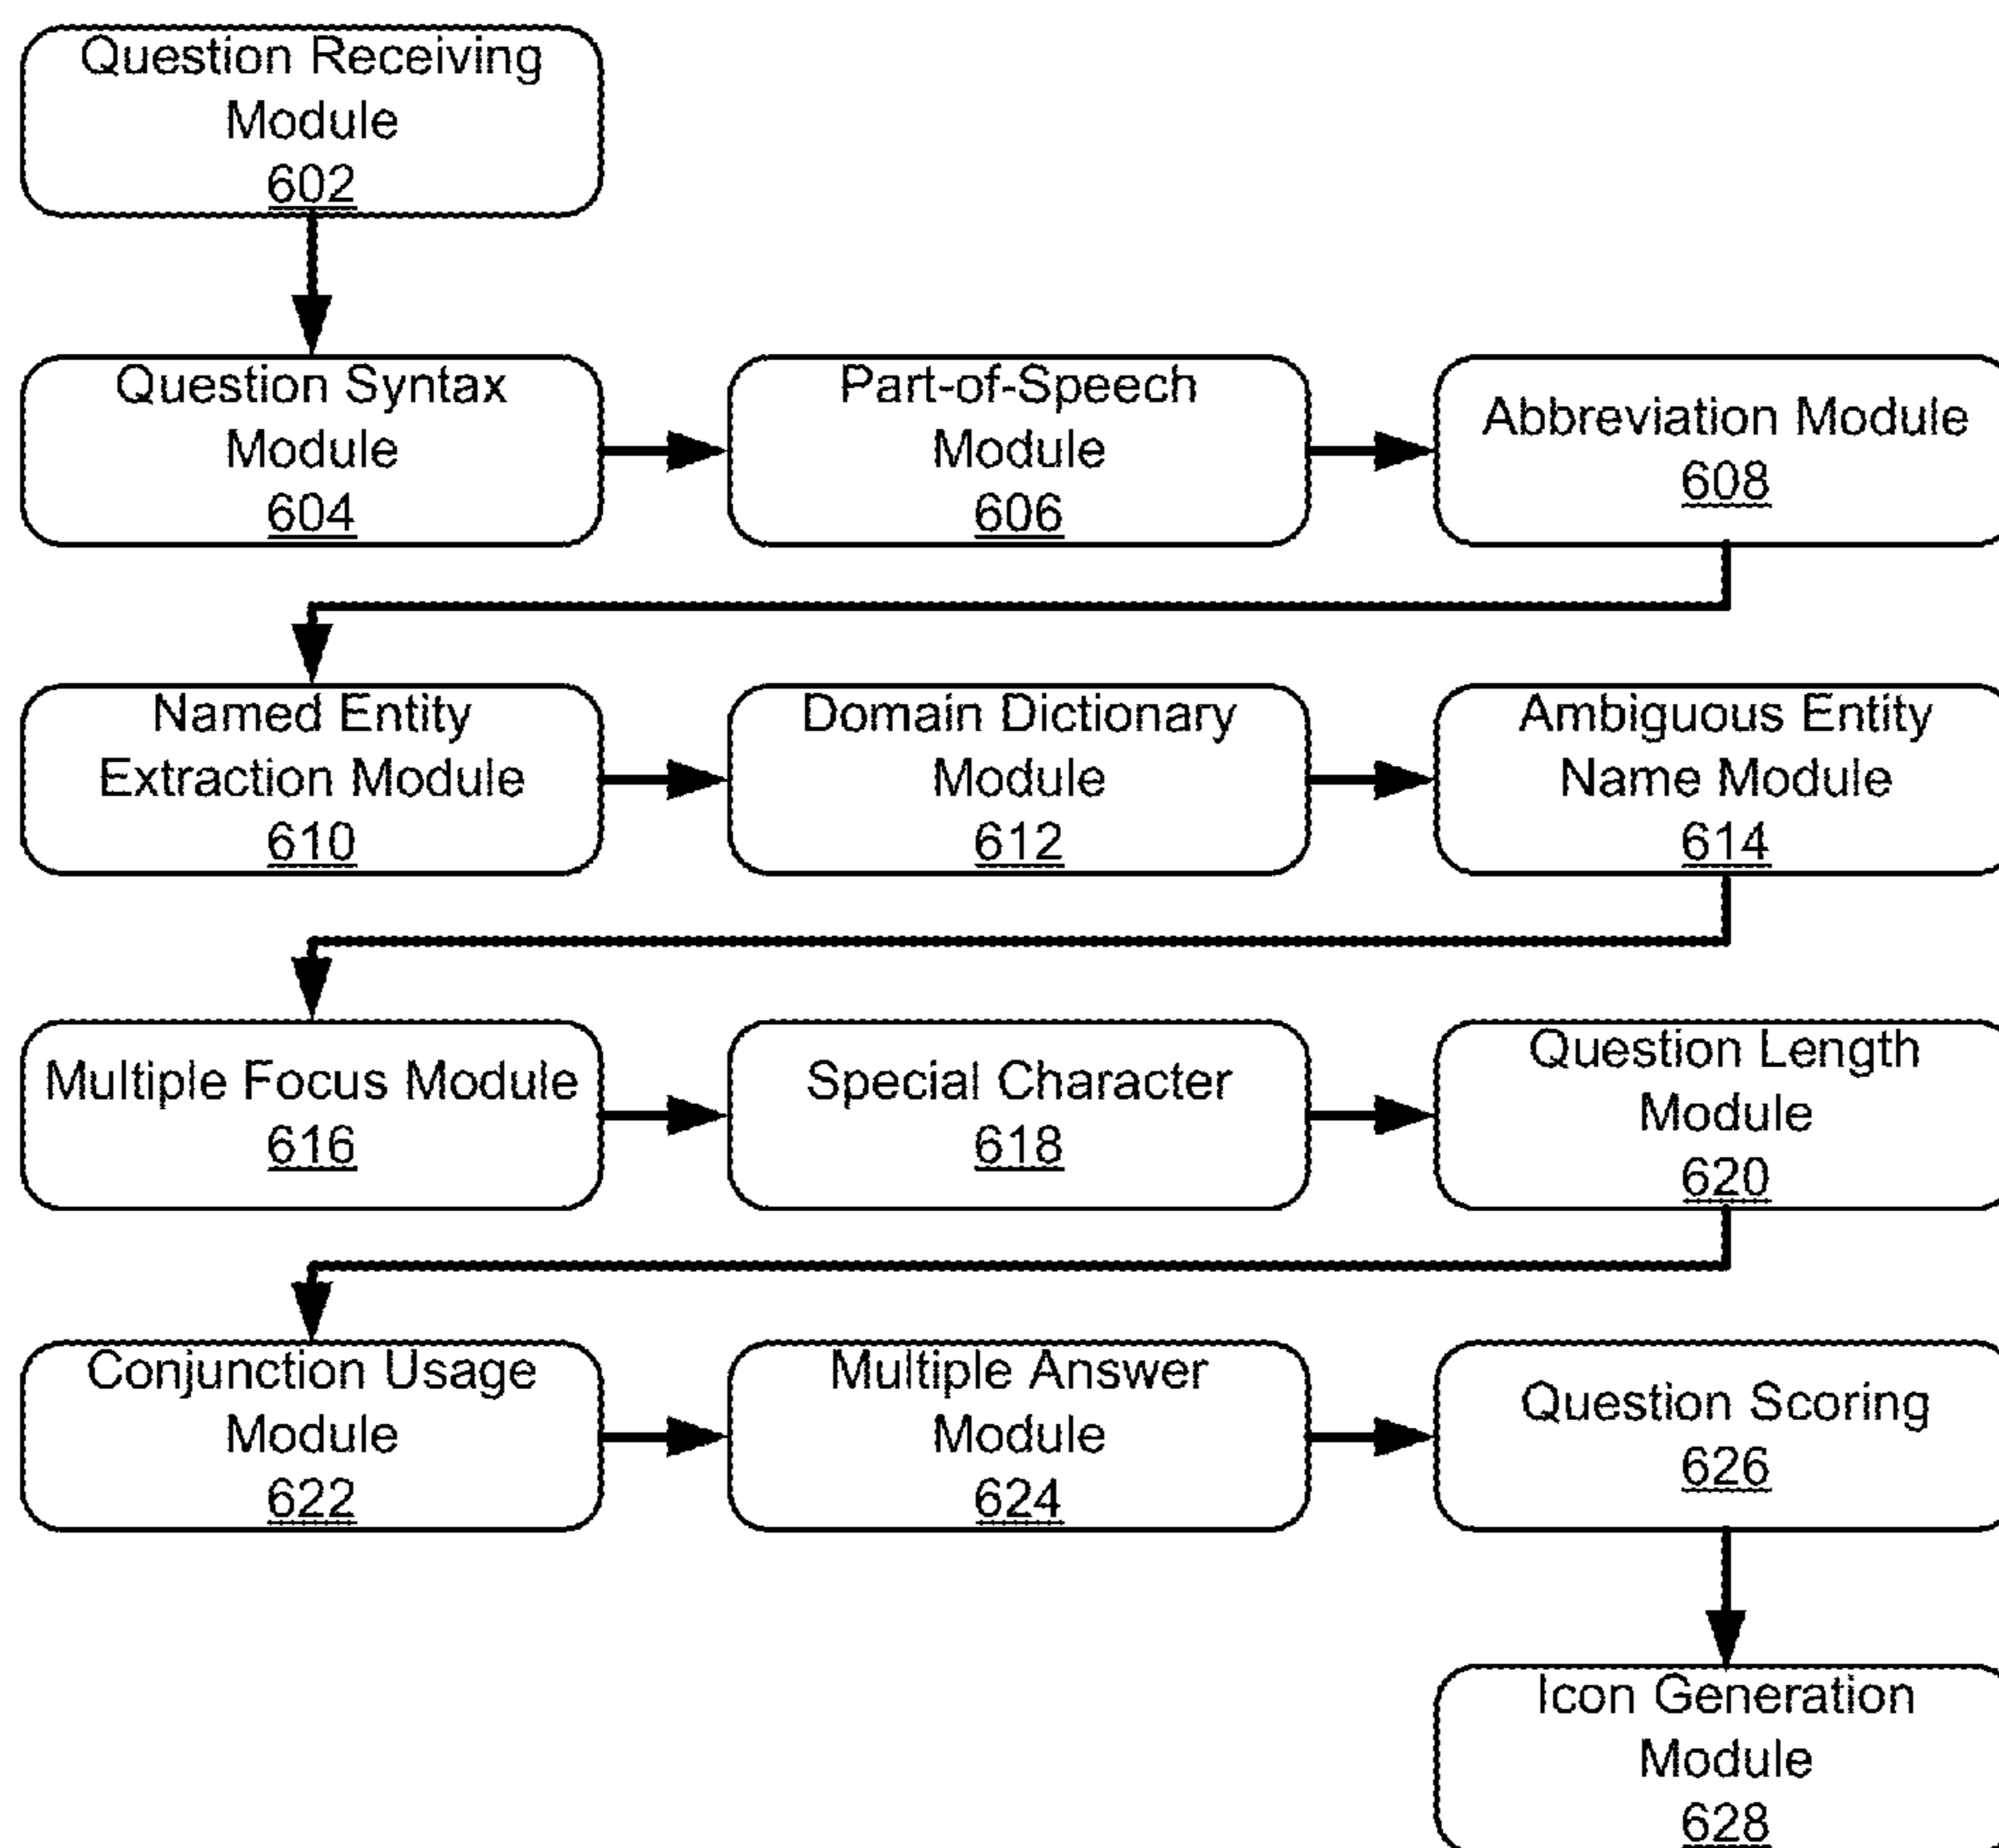 Question Receiving
Module
602
Question Syntax
Module
604
Part-of-Speech
Module
606
Abbreviation Module
608
Named Entity
Extraction Module
610
Domain Dictionary
Module
612
Ambiguous Entity
Name Module
614
Multiple Focus Module
616
Special Character
618
Question Length
Module
620
Conjunction Usage
Module
622
Multiple Answer
Module
624
Question Scoring
626
Icon Generation
Module
628